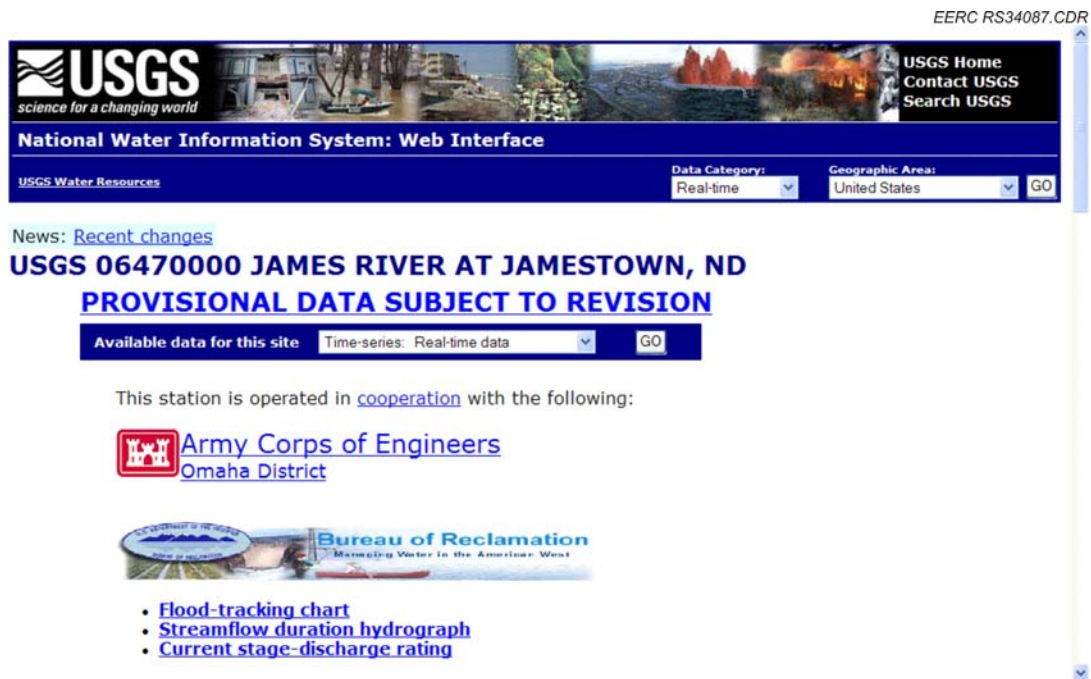 EERC RS34087.CDR
USGS
science for a changing world
USGS Home
Contact USGS
Search USGS
National Water Information System: Web Interface
USGS Water Resources
Data Category:
Real-time
Geographic Area:
United States
GO
News: Recent changes
USGS 06470000 JAMES RIVER AT JAMESTOWN, ND
PROVISIONAL DATA SUBJECT TO REVISION
Available data for this site
Time-series: Real-time data
GO
This station is operated in cooperation with the following:
Army Corps of Engineers
Omaha District
Bureau of Reclamation
Managing Water in the American West
• Flood-tracking chart
• Streamflow duration hydrograph
• Current stage-discharge rating